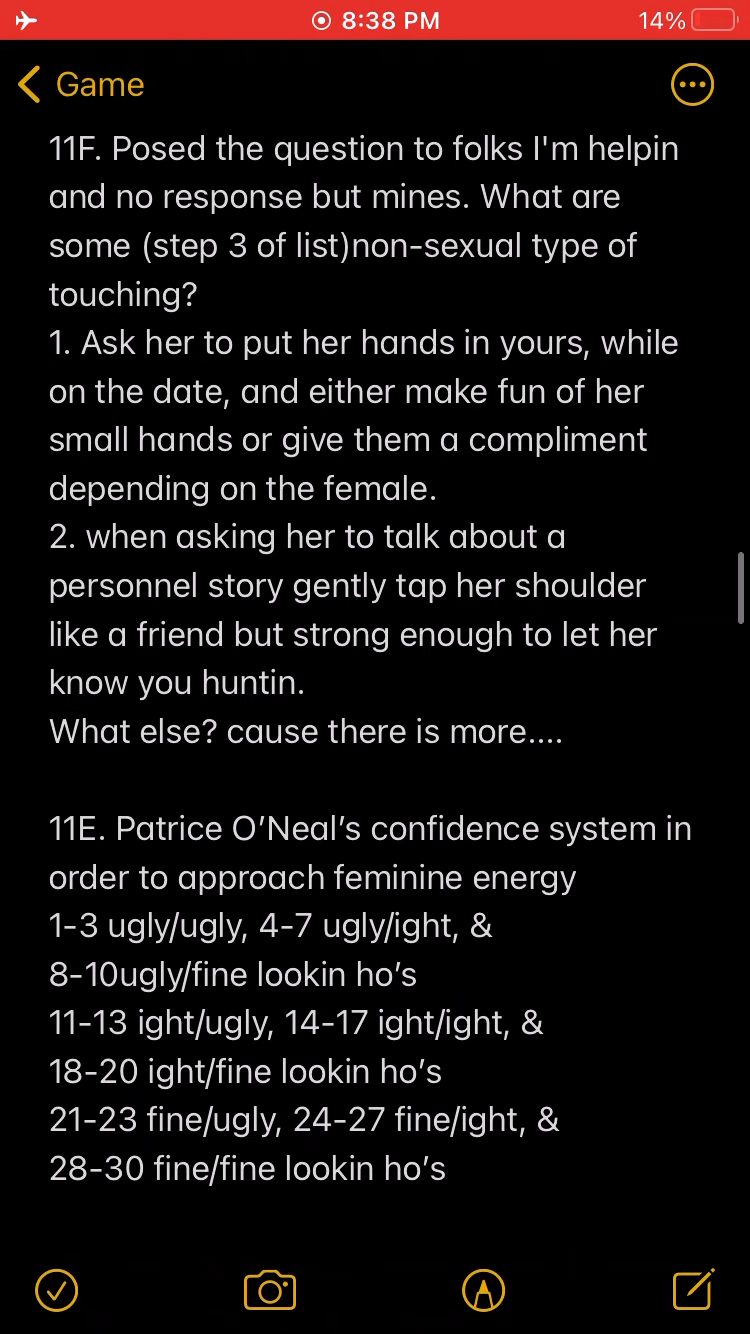 8:38 PM
14%
Game
11F. Posed the question to folks I'm helpin
and no response but mines. What are
some (step 3 of list)non-sexual type of
touching?
1. Ask her to put her hands in yours, while
on the date, and either make fun of her
small hands or give them a compliment
depending on the female.
2. when asking her to talk about a
personnel story gently tap her shoulder
like a friend but strong enough to let her
know you huntin.
What else? cause there is more....
11E. Patrice O’Neal’s confidence system in
order to approach feminine energy
1-3 ugly/ugly, 4-7 ugly/ight, &
8-10ugly/fine lookin ho’s
11-13 ight/ugly, 14-17 ight/ight, &
18-20 ight/fine lookin ho’s
21-23 fine/ugly, 24-27 fine/ight, &
28-30 fine/fine lookin ho’s